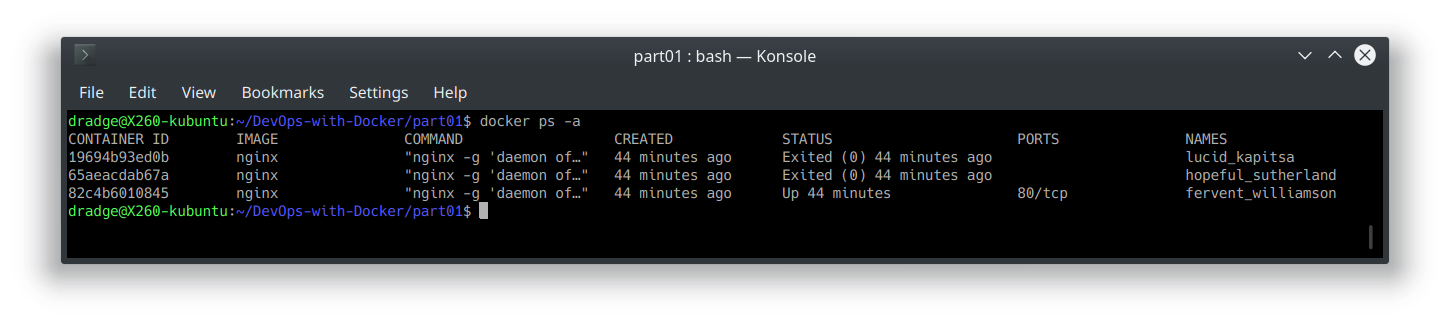 part01 : bash — Konsole
File Edit View Bookmarks Settings Help
dradge@X260-kubuntu:~/DevOps-with-Docker/part01$ docker ps -a
CONTAINER ID        IMAGE               COMMAND                  CREATED             STATUS                      PORTS               NAMES
19694b93ed0b        nginx               "nginx -g 'daemon of…"   44 minutes ago      Exited (0) 44 minutes ago                       lucid_kapitsa
65aeacdab67a        nginx               "nginx -g 'daemon of…"   44 minutes ago      Exited (0) 44 minutes ago                       hopeful_sutherland
82c4b6010845        nginx               "nginx -g 'daemon of…"   44 minutes ago      Up 44 minutes               80/tcp              fervent_williamson
dradge@X260-kubuntu:~/DevOps-with-Docker/part01$